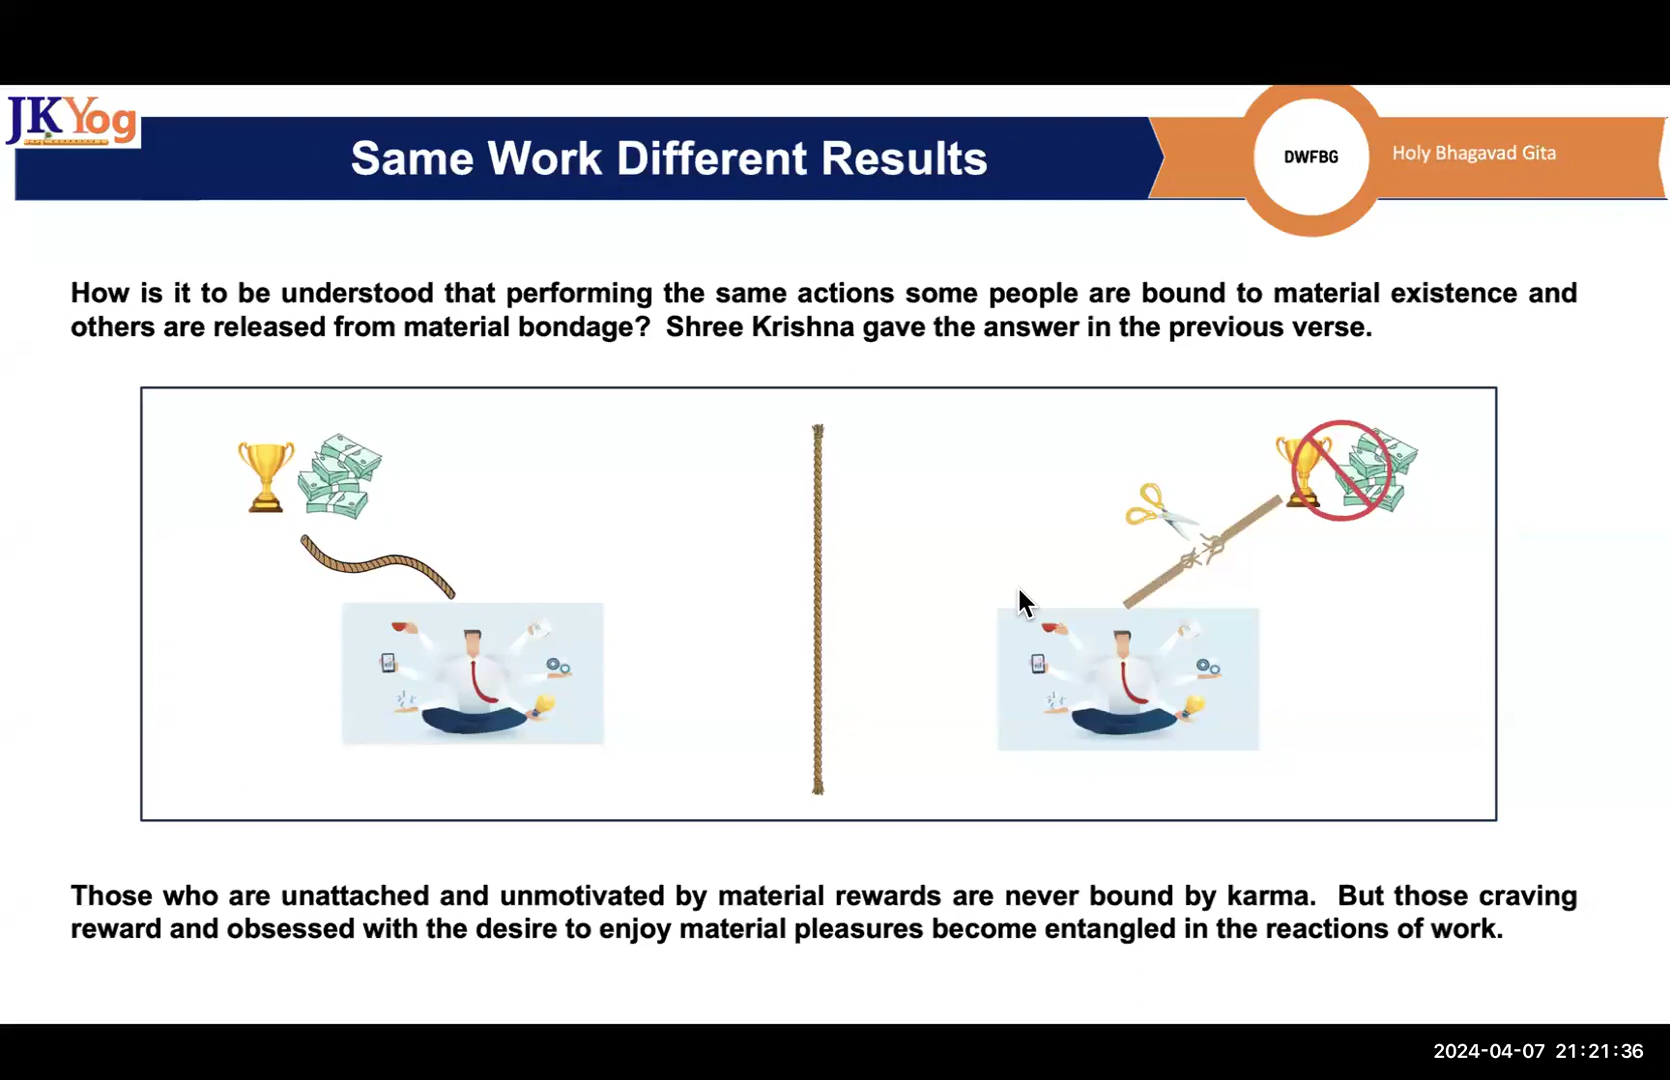 JKYog
Same Work Different Results
DWFBG
Holy Bhagavad Gita
How is it to be understood that performing the same actions some people are bound to material existence and
others are released from material bondage? Shree Krishna gave the answer in the previous verse.
Those who are unattached and unmotivated by material rewards are never bound by karma. But those craving
reward and obsessed with the desire to enjoy material pleasures become entangled in the reactions of work.
2024-04-07 21:21:36